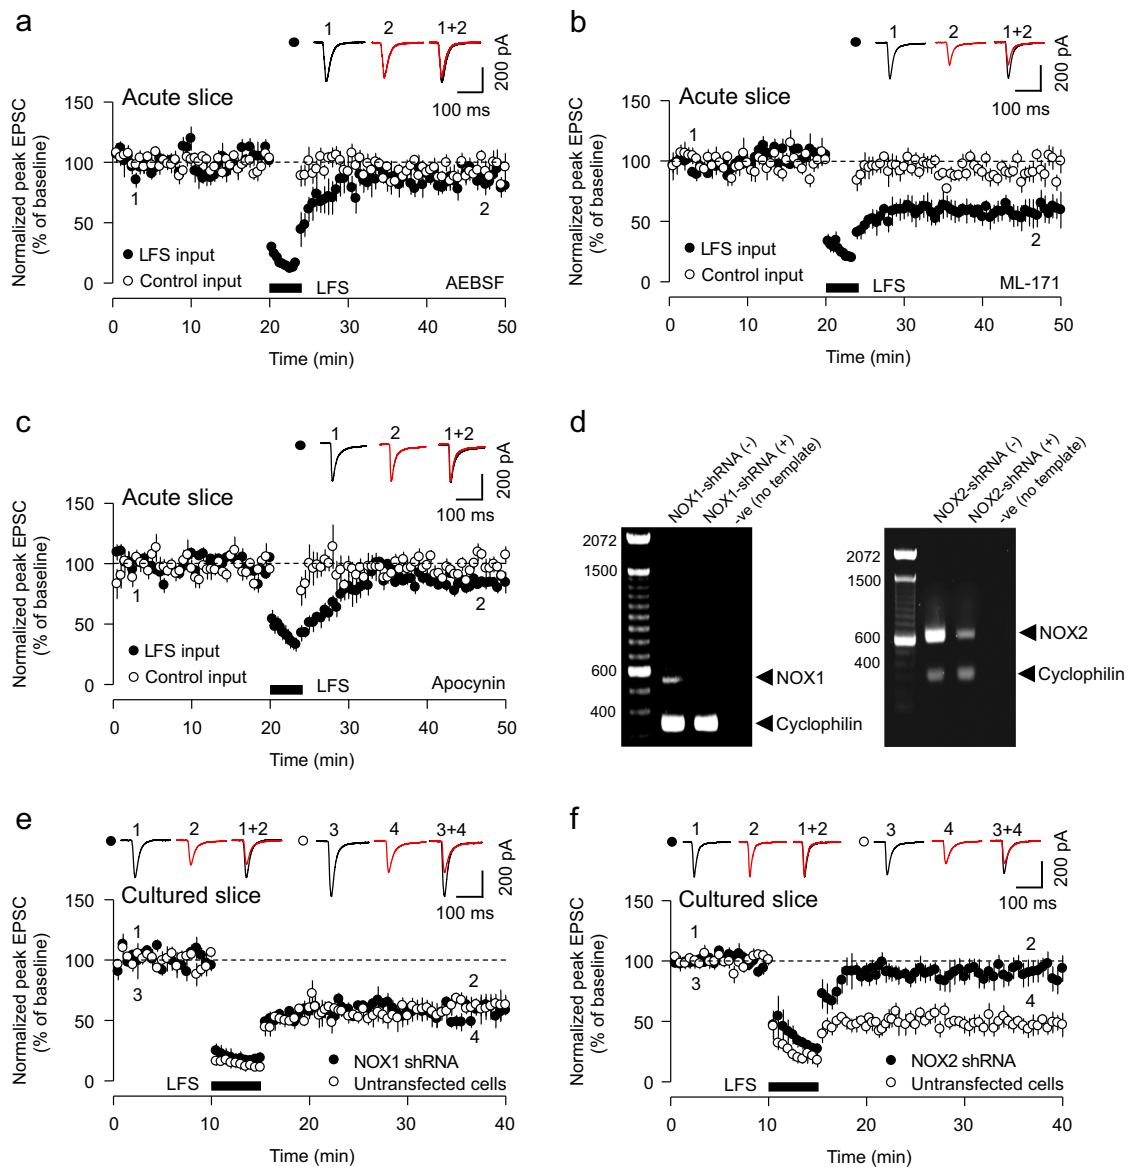 a
1 2 1+2
200 pA
100 ms
Acute slice
Normalized peak EPSC
(% of baseline)
150
100
50
0
1
2
LFS input
Control input
LFS
AEBSF
0 10 20 30 40 50
Time (min)
b
1 2 1+2
200 pA
100 ms
Acute slice
Normalized peak EPSC
(% of baseline)
150
100
50
0
1
2
LFS input
Control input
LFS
ML-171
0 10 20 30 40 50
Time (min)
c
1 2 1+2
200 pA
100 ms
Acute slice
Normalized peak EPSC
(% of baseline)
150
100
50
0
1
2
LFS input
Control input
LFS
Apocynin
0 10 20 30 40 50
Time (min)
d
NOX1-shRNA (-)
NOX1-shRNA (+)
-ve (no template)
2072
1500
600
400
NOX1
Cyclophilin
NOX2-shRNA (-)
NOX2-shRNA (+)
-ve (no template)
2072
1500
600
400
NOX2
Cyclophilin
e
1 2 1+2 3 4 3+4
200 pA
100 ms
Cultured slice
Normalized peak EPSC
(% of baseline)
150
100
50
0
1
3
2
4
NOX1 shRNA
Untransfected cells
LFS
0 10 20 30 40
Time (min)
f
1 2 1+2 3 4 3+4
200 pA
100 ms
Cultured slice
Normalized peak EPSC
(% of baseline)
150
100
50
0
1
3
2
4
NOX2 shRNA
Untransfected cells
LFS
0 10 20 30 40
Time (min)